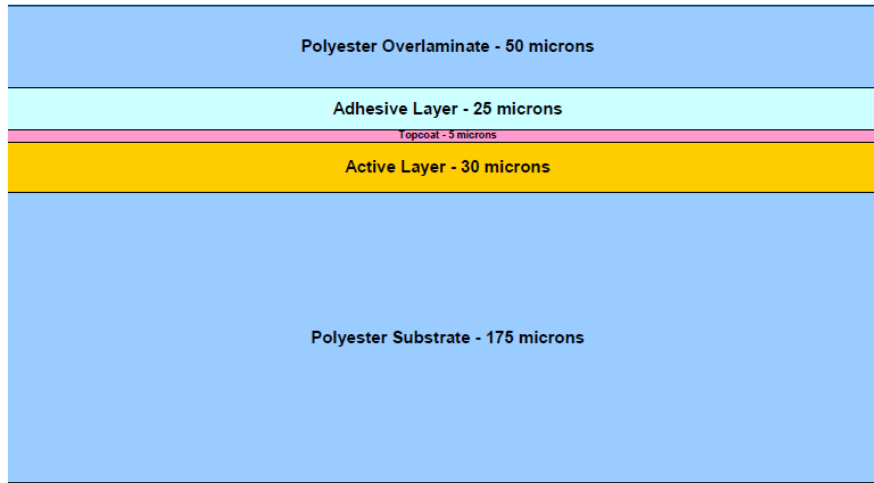 Polyester Overlaminate - 50 microns
Adhesive Layer - 25 microns
Topcoat - 5 microns
Active Layer - 30 microns
Polyester Substrate - 175 microns